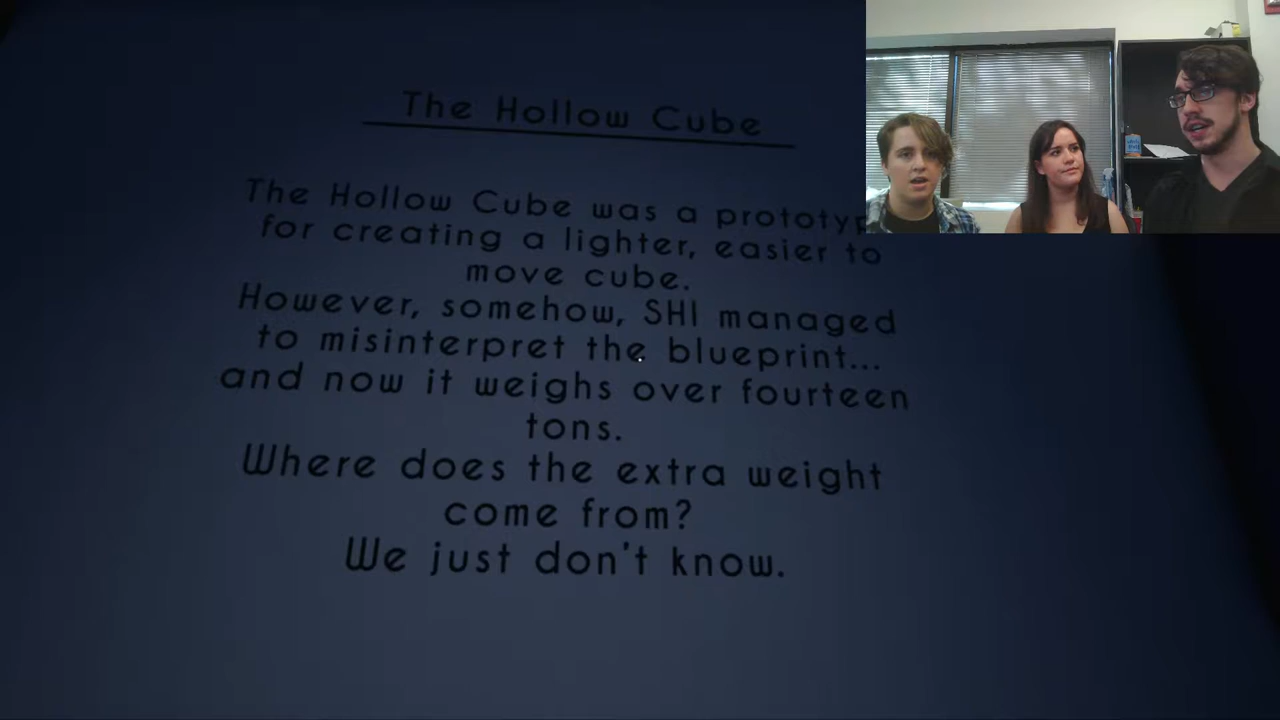 The Hollow Cube
The Hollow Cube was a prototyp
for creating a lighter, easier to
move cube.
However, somehow, SHI managed
to misinterpret the blueprint...
and now it weighs over fourteen
tons.
Where does the extra weight
come from?
We just don't know.